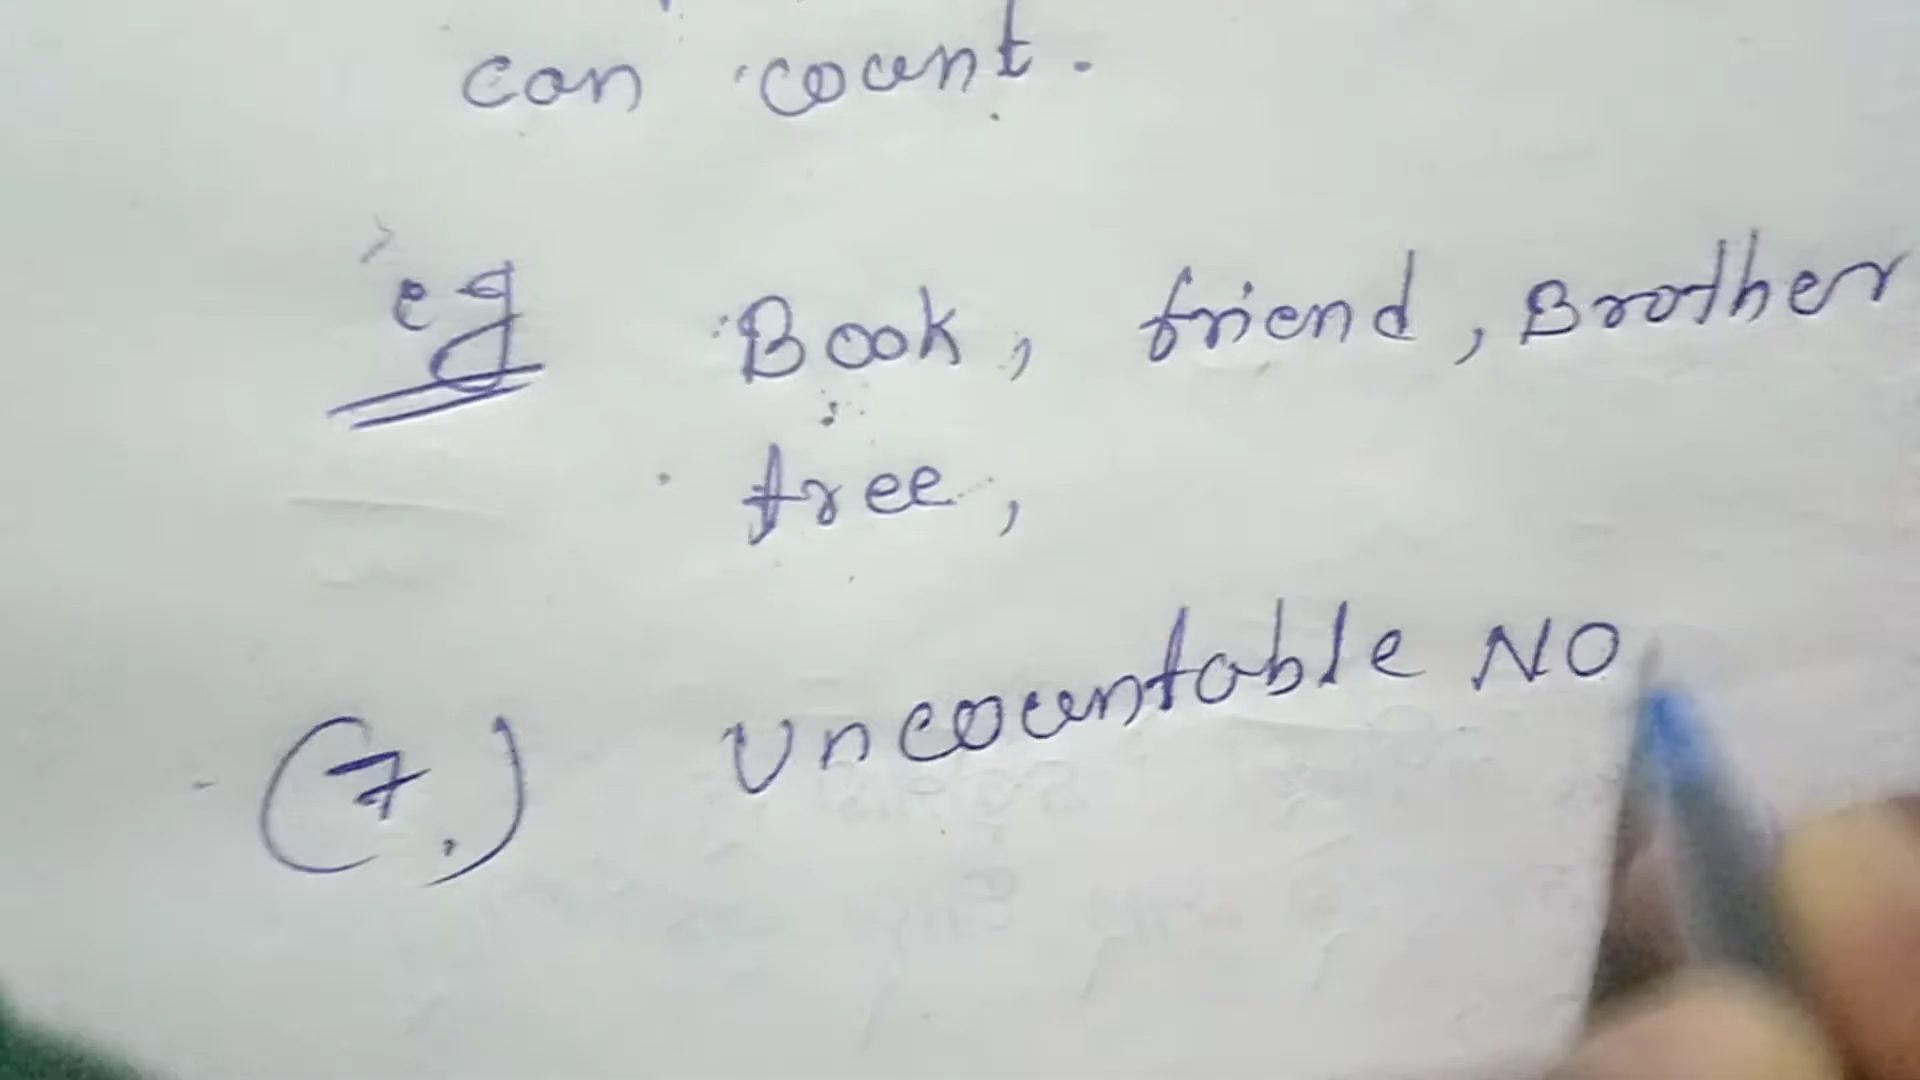 can count.
eg Book, friend, Brother
tree,
(7.) Uncountable NO